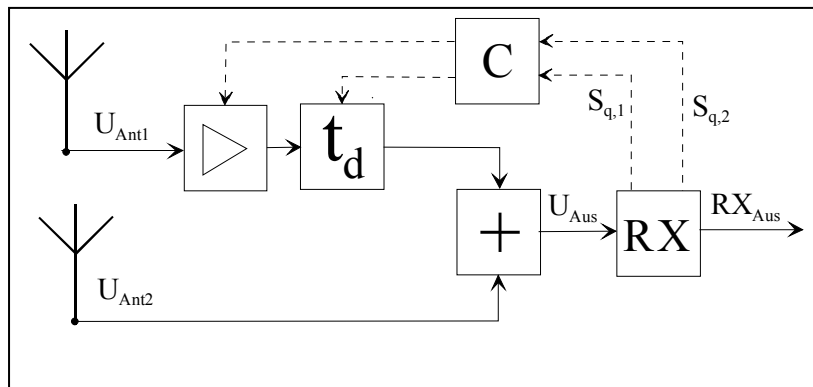 C
S_{q,1}
S_{q,2}
U_{Ant1}
t_d
U_{Aus}
RX_{Aus}
+
RX
U_{Ant2}